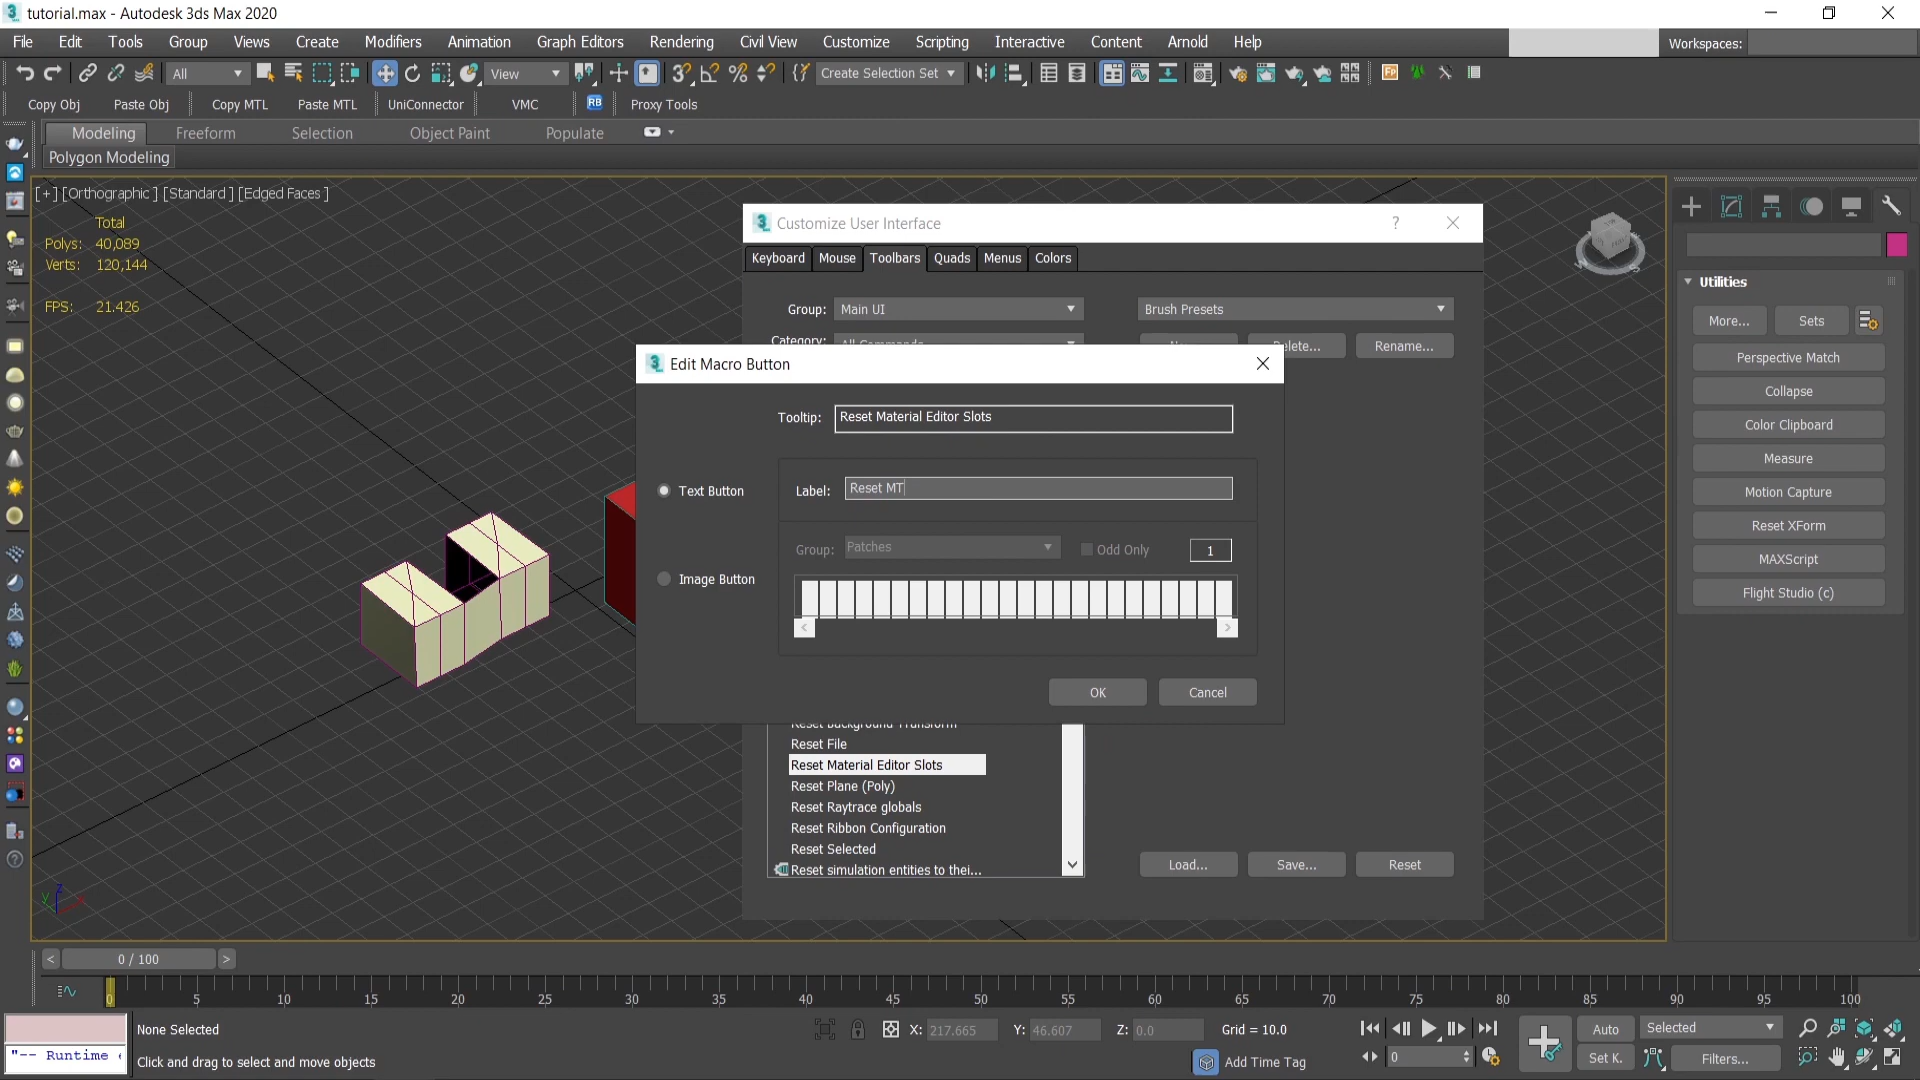 tutorial.max - Autodesk 3ds Max 2020
File Edit Tools Group Views Create Modifiers Animation Graph Editors Rendering Civil View Customize Scripting Interactive Content Arnold Help Workspaces:
All View Create Selection Set
Copy Obj Paste Obj Copy MTL Paste MTL UniConnector VMC RB Proxy Tools
Modeling Freeform Selection Object Paint Populate
Polygon Modeling
[+] [Orthographic ] [Standard ] [Edged Faces ]
Total
Polys: 40,089
Verts: 120,144
FPS: 21.426
Customize User Interface ?
Keyboard Mouse Toolbars Quads Menus Colors
Group: Main UI Brush Presets
Category: All Commands
Delete... Rename...
Edit Macro Button
Tooltip: Reset Material Editor Slots
Text Button Label: Reset MT
Group: Patches Odd Only 1
Image Button
OK Cancel
Reset Background Transform
Reset File
Reset Material Editor Slots
Reset Plane (Poly)
Reset Raytrace globals
Reset Ribbon Configuration
Reset Selected
Reset simulation entities to thei...
Load... Save... Reset
Utilities
More... Sets
Perspective Match
Collapse
Color Clipboard
Measure
Motion Capture
Reset XForm
MAXScript
Flight Studio (c)
y z x
< 0 / 100 >
0 5 10 15 20 25 30 35 40 45 50 55 60 65 70 75 80 85 90 95 100
None Selected X: 217.665 Y: 46.607 Z: 0.0 Grid = 10.0 Auto Selected
"-- Runtime Click and drag to select and move objects Add Time Tag 0 Set K. Filters...